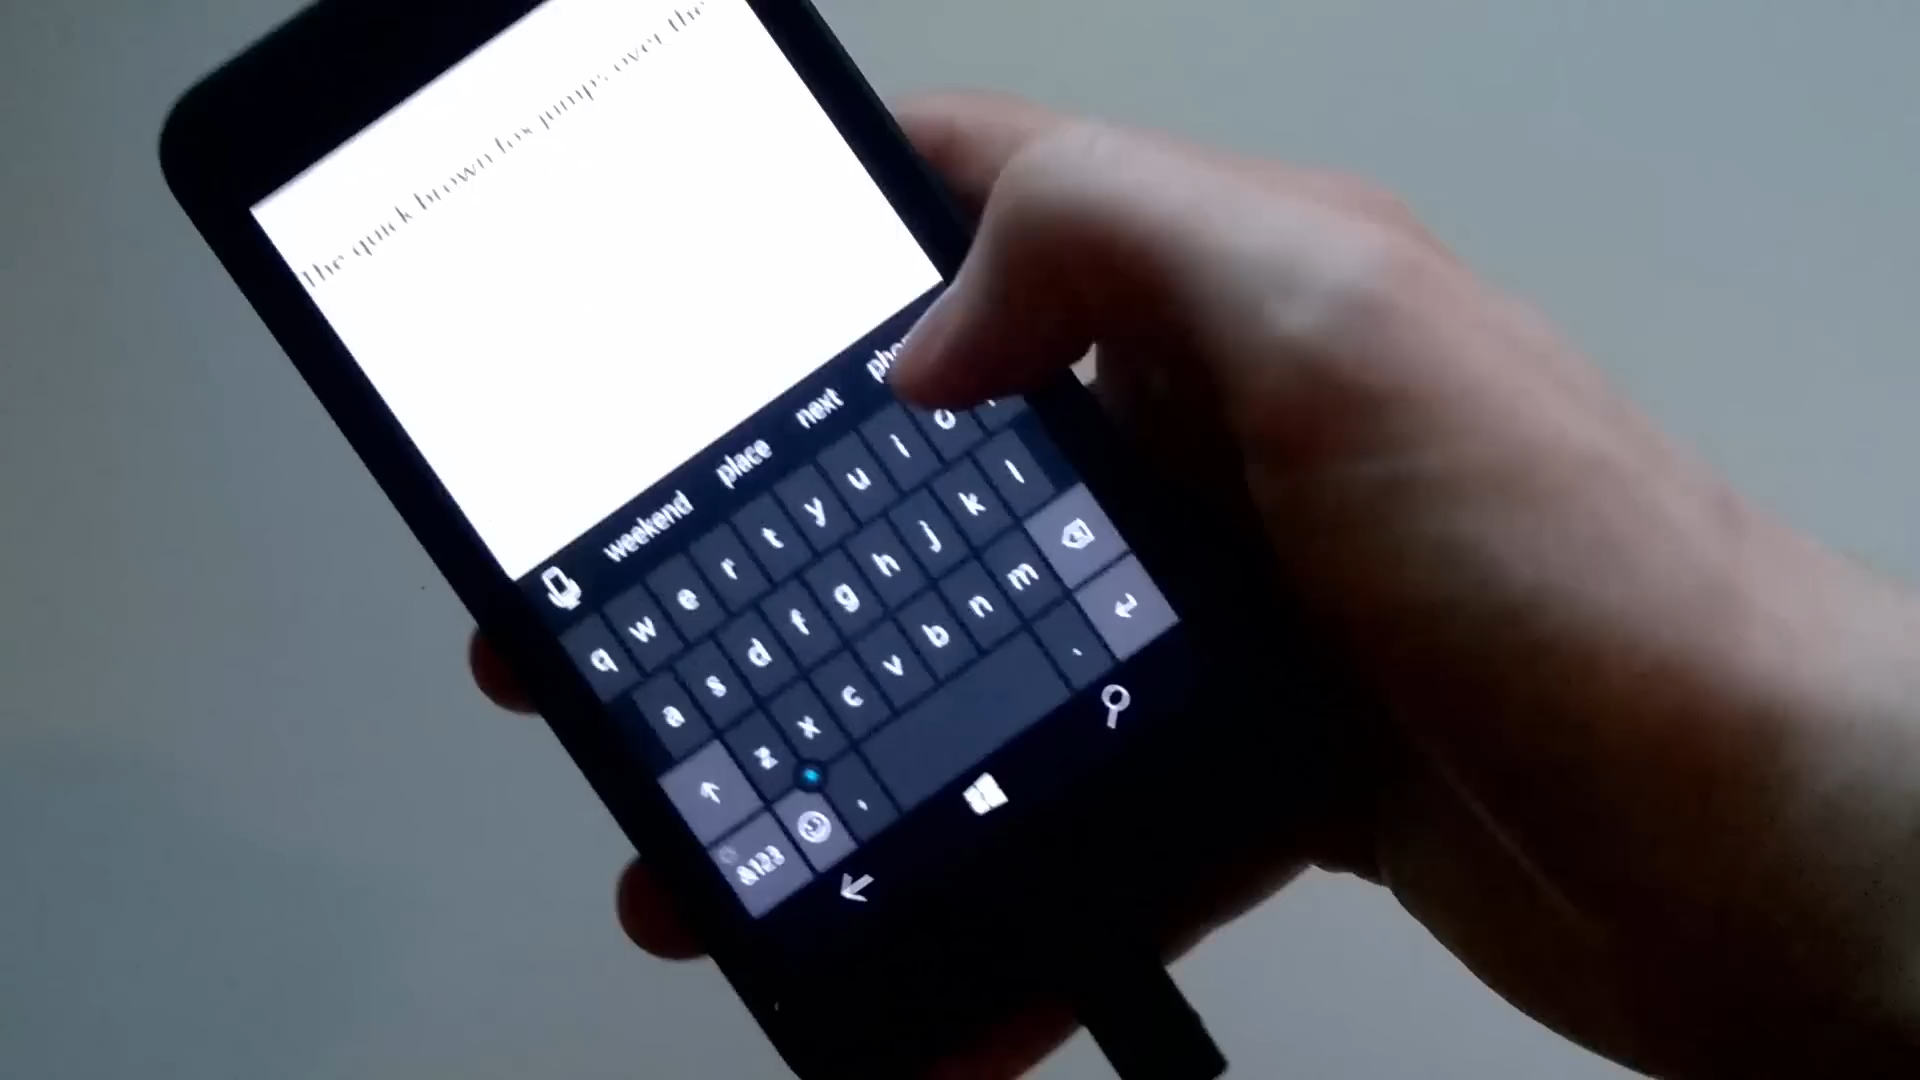 The quick brown fox jumps over the
weekend place next
q w e r t y u i o
a s d f g h j k l
z x c v b n m
&123 , .